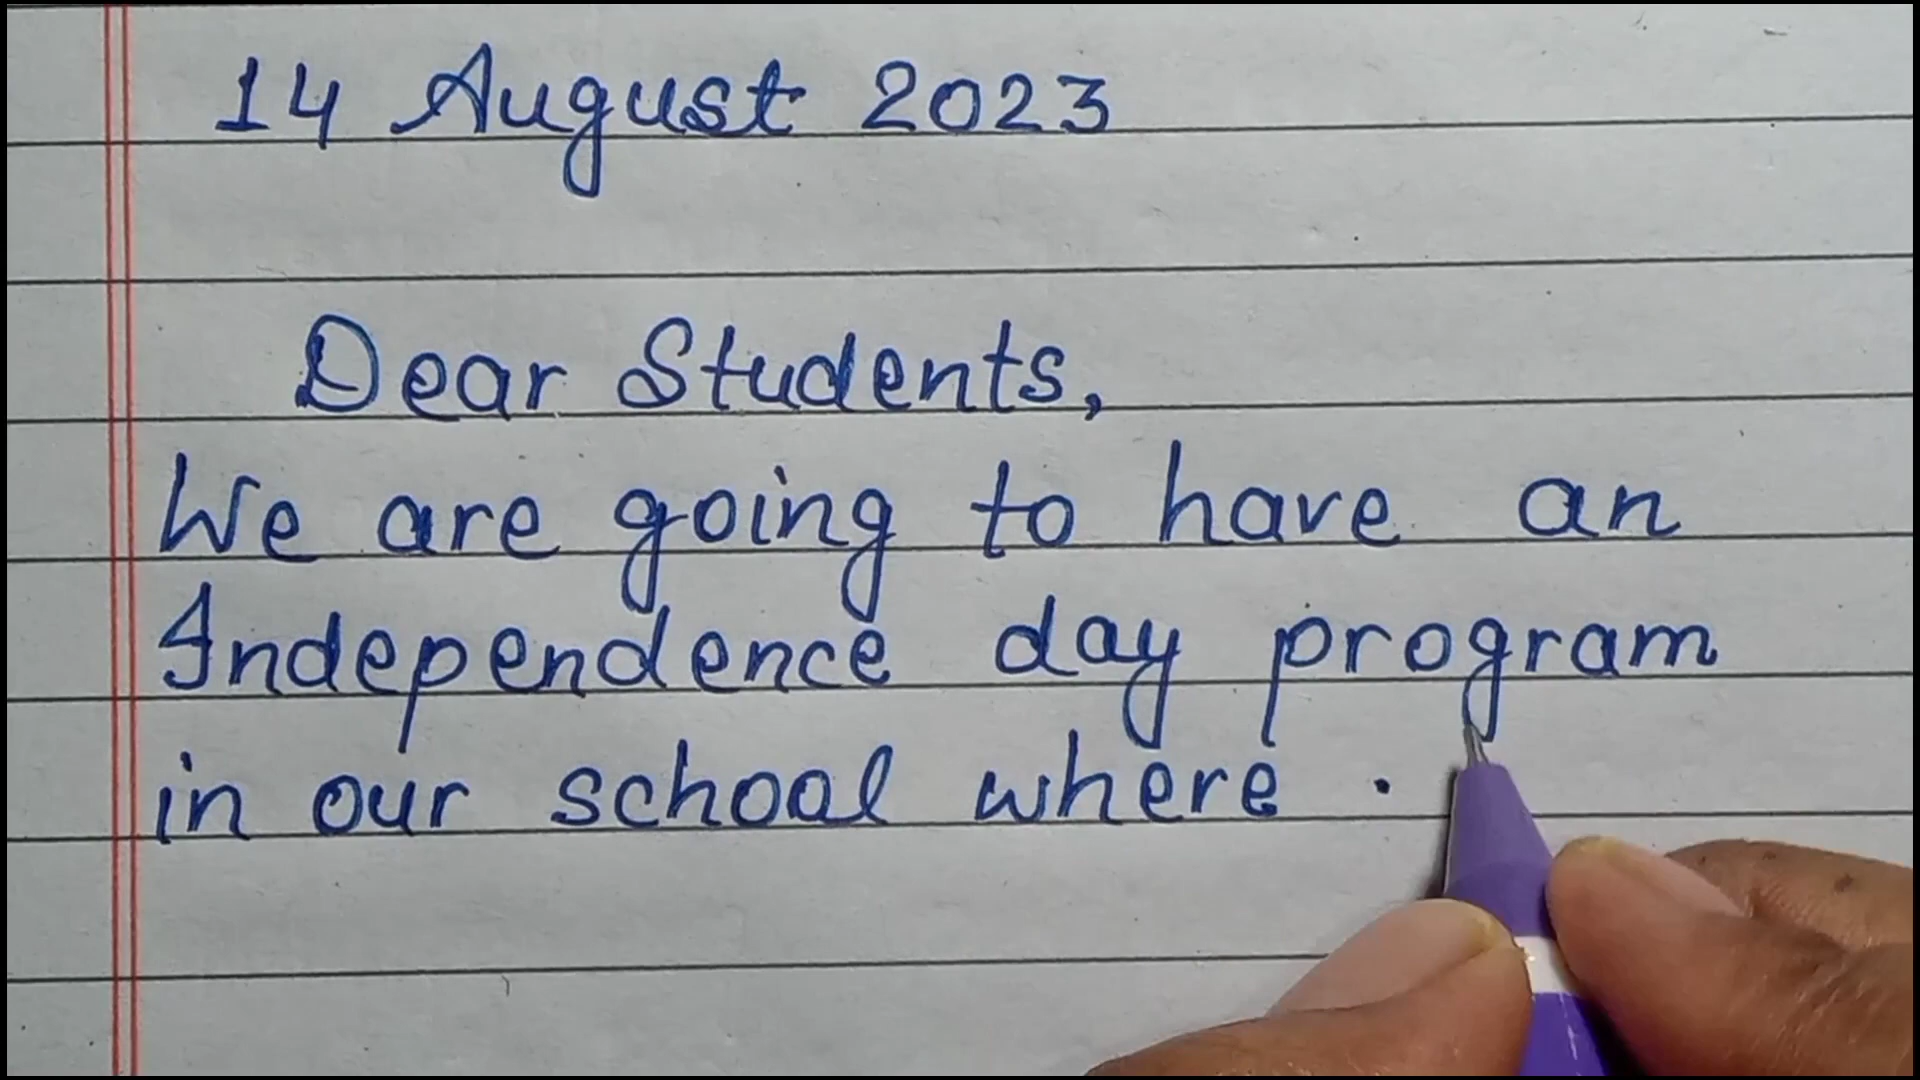 14 August 2023
Dear Students,
We are going to have an
Independence day program
in our school where .